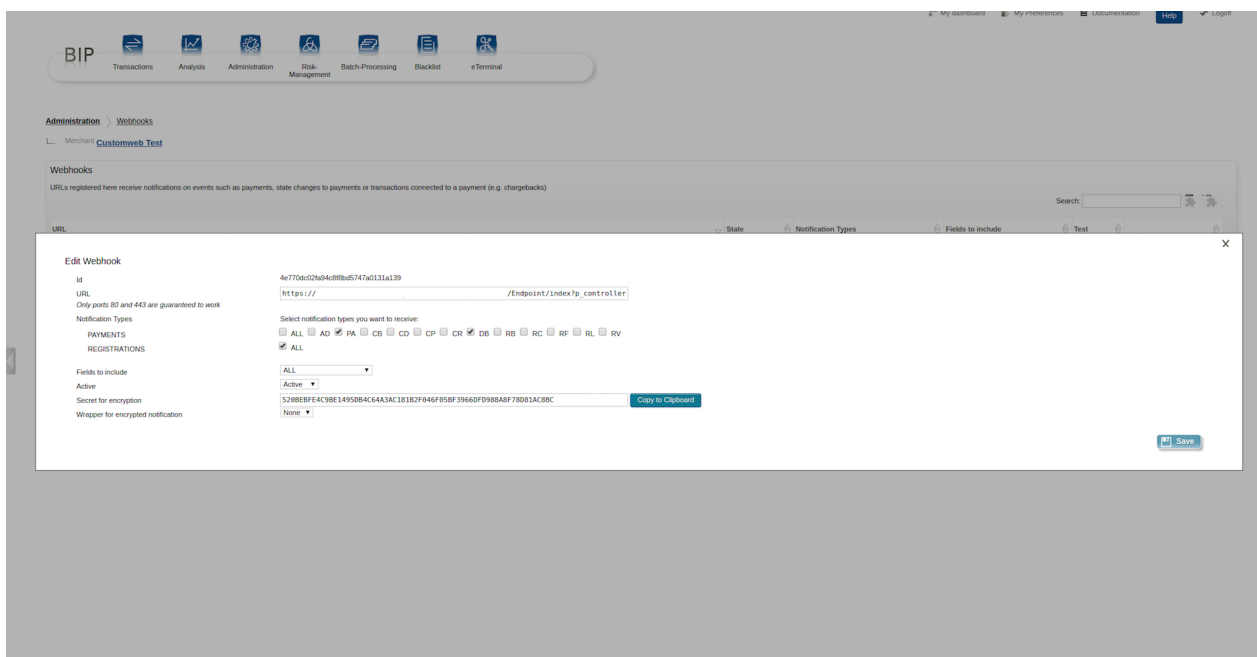 My dashboard My Preferences Documentation Help Logoff
BIP
Transactions Analysis Administration Risk-Management Batch-Processing Blacklist eTerminal
Administration Webhooks
Merchant Customweb Test
Webhooks
URLs registered here receive notifications on events such as payments, state changes to payments or transactions connected to a payment (e.g. chargebacks)
Search:
URL State Notification Types Fields to include Test
X
Edit Webhook
Id 4e770dc02fa94c8f8bd5747a0131a139
URL https:// /Endpoint/index?p_controller
Only ports 80 and 443 are guaranteed to work
Notification Types Select notification types you want to receive:
PAYMENTS ALL AD PA CB CD CP CR DB RB RC RF RL RV
REGISTRATIONS ALL
Fields to include ALL
Active Active
Secret for encryption 520BEBFE4C9BE1495DB4C64A3AC181B2F046F05BF3966DFD988A8F78D81AC8BC Copy to Clipboard
Wrapper for encrypted notification None
Save